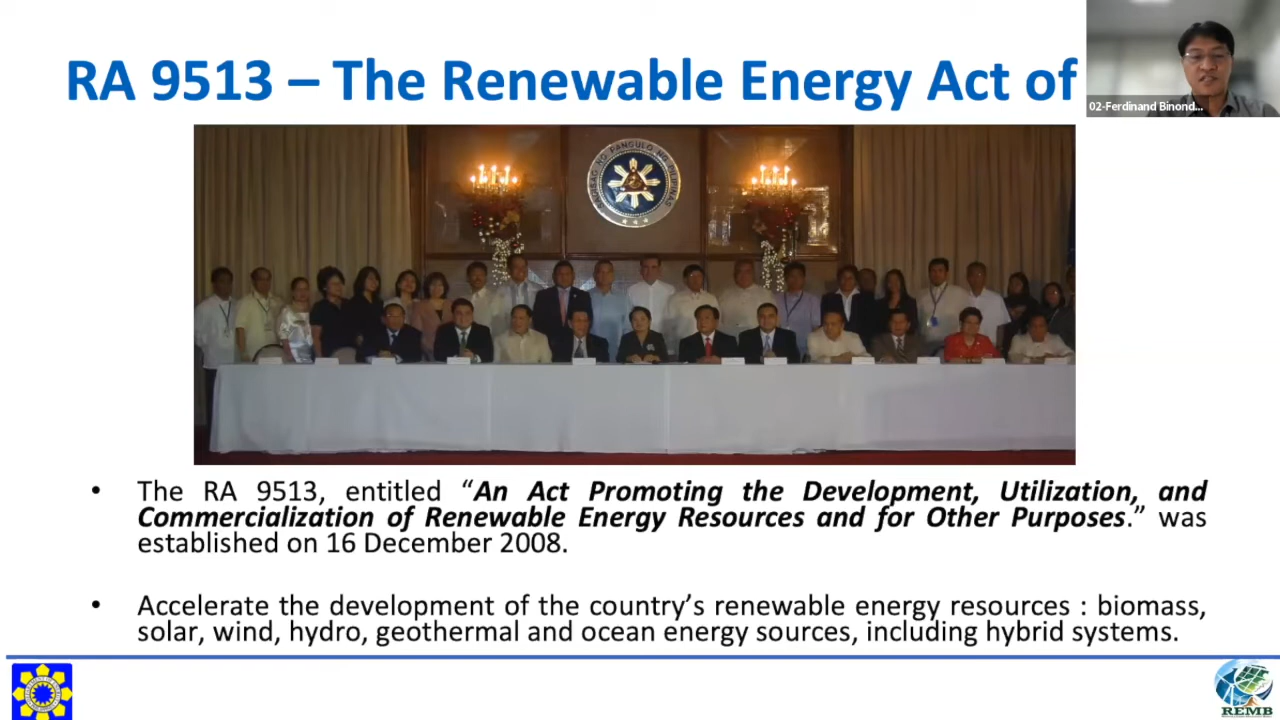 RA 9513 – The Renewable Energy Act of
02-Ferdinand Binond...
PANGULO NG PILIPINAS
• The RA 9513, entitled “An Act Promoting the Development, Utilization, and
Commercialization of Renewable Energy Resources and for Other Purposes.” was
established on 16 December 2008.
• Accelerate the development of the country’s renewable energy resources : biomass,
solar, wind, hydro, geothermal and ocean energy sources, including hybrid systems.
REMB